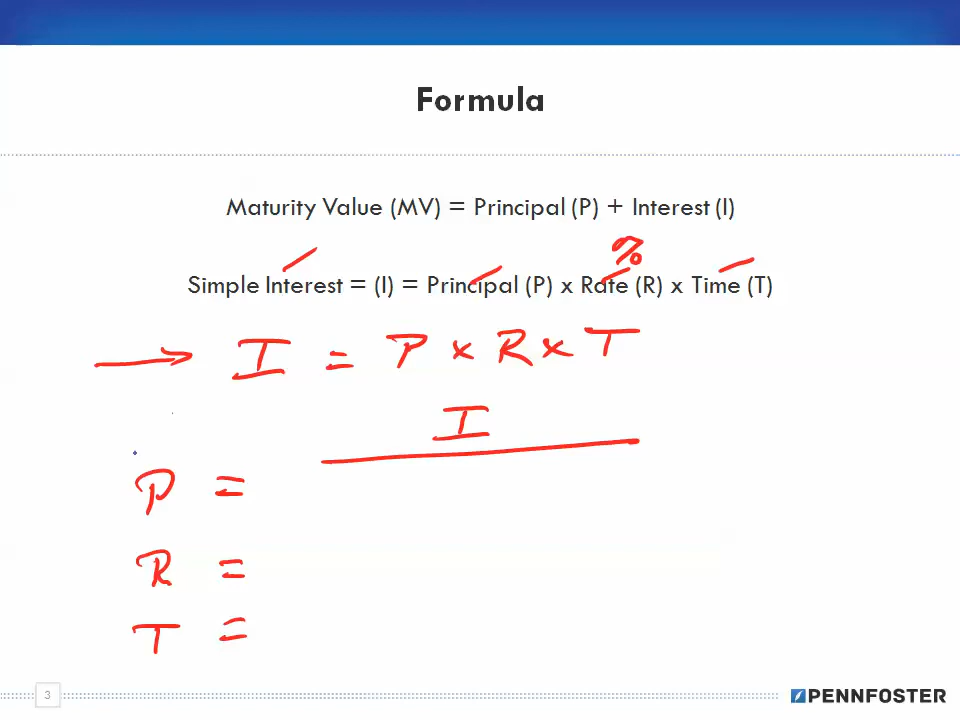 Formula
Maturity Value (MV) = Principal (P) + Interest (I)
%
Simple Interest = (I) = Principal (P) x Rate (R) x Time (T)
I = P x R x T
I
P =
R =
T =
3
PENNFOSTER